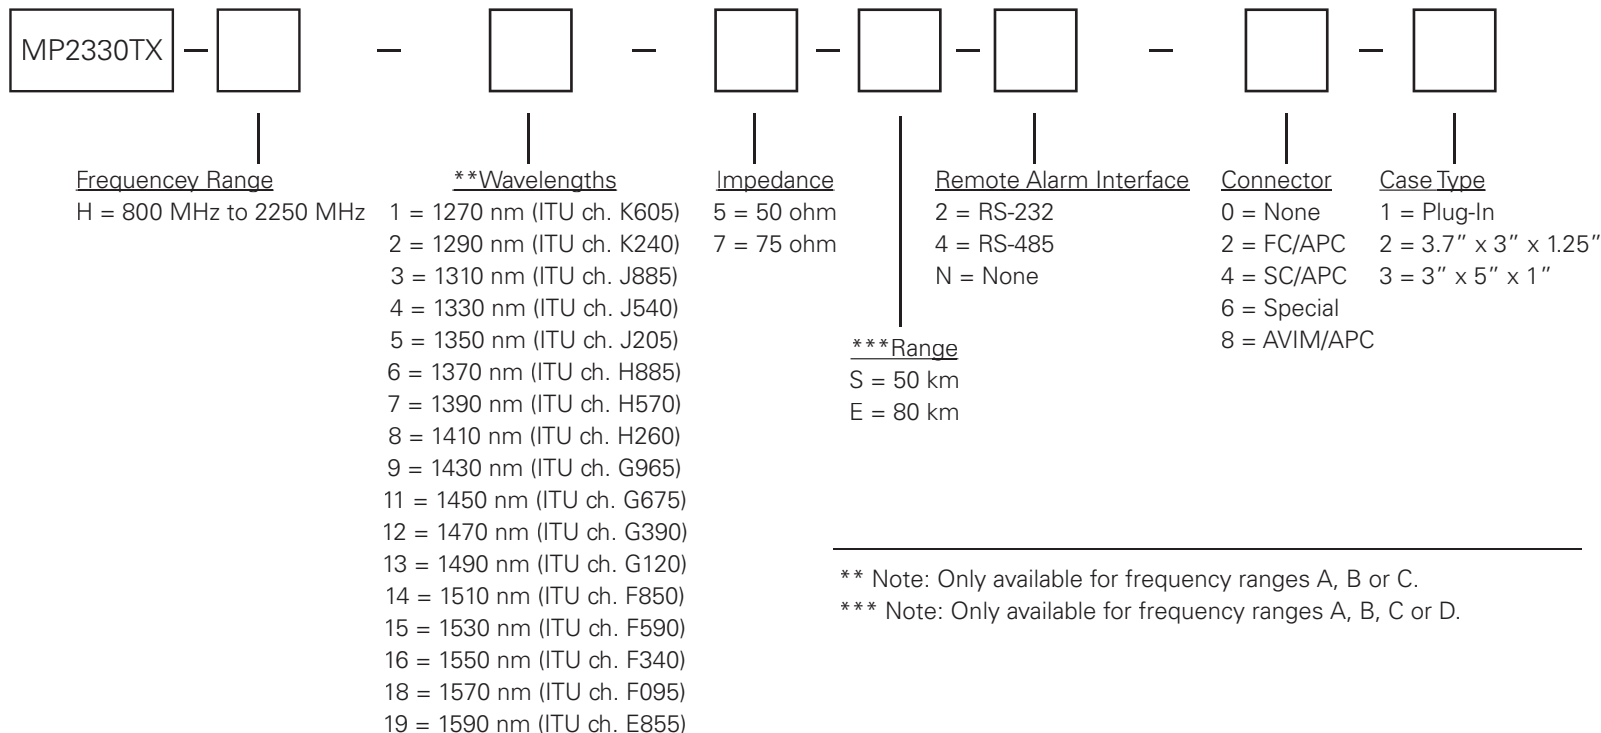 MP2330TX – – – – – – –
Frequencey Range
H = 800 MHz to 2250 MHz
**Wavelengths
1 = 1270 nm (ITU ch. K605)
2 = 1290 nm (ITU ch. K240)
3 = 1310 nm (ITU ch. J885)
4 = 1330 nm (ITU ch. J540)
5 = 1350 nm (ITU ch. J205)
6 = 1370 nm (ITU ch. H885)
7 = 1390 nm (ITU ch. H570)
8 = 1410 nm (ITU ch. H260)
9 = 1430 nm (ITU ch. G965)
11 = 1450 nm (ITU ch. G675)
12 = 1470 nm (ITU ch. G390)
13 = 1490 nm (ITU ch. G120)
14 = 1510 nm (ITU ch. F850)
15 = 1530 nm (ITU ch. F590)
16 = 1550 nm (ITU ch. F340)
18 = 1570 nm (ITU ch. F095)
19 = 1590 nm (ITU ch. E855)
Impedance
5 = 50 ohm
7 = 75 ohm
***Range
S = 50 km
E = 80 km
Remote Alarm Interface
2 = RS-232
4 = RS-485
N = None
Connector
0 = None
2 = FC/APC
4 = SC/APC
6 = Special
8 = AVIM/APC
Case Type
1 = Plug-In
2 = 3.7” x 3” x 1.25”
3 = 3” x 5” x 1”
** Note: Only available for frequency ranges A, B or C.
*** Note: Only available for frequency ranges A, B, C or D.